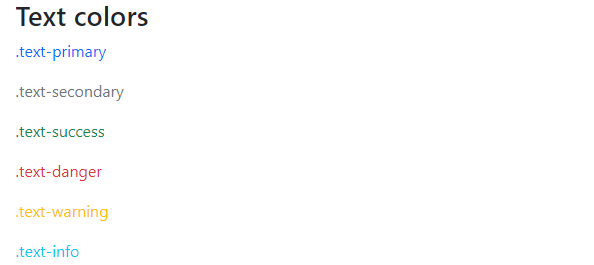 Text colors
.text-primary
.text-secondary
.text-success
.text-danger
.text-warning
.text-info